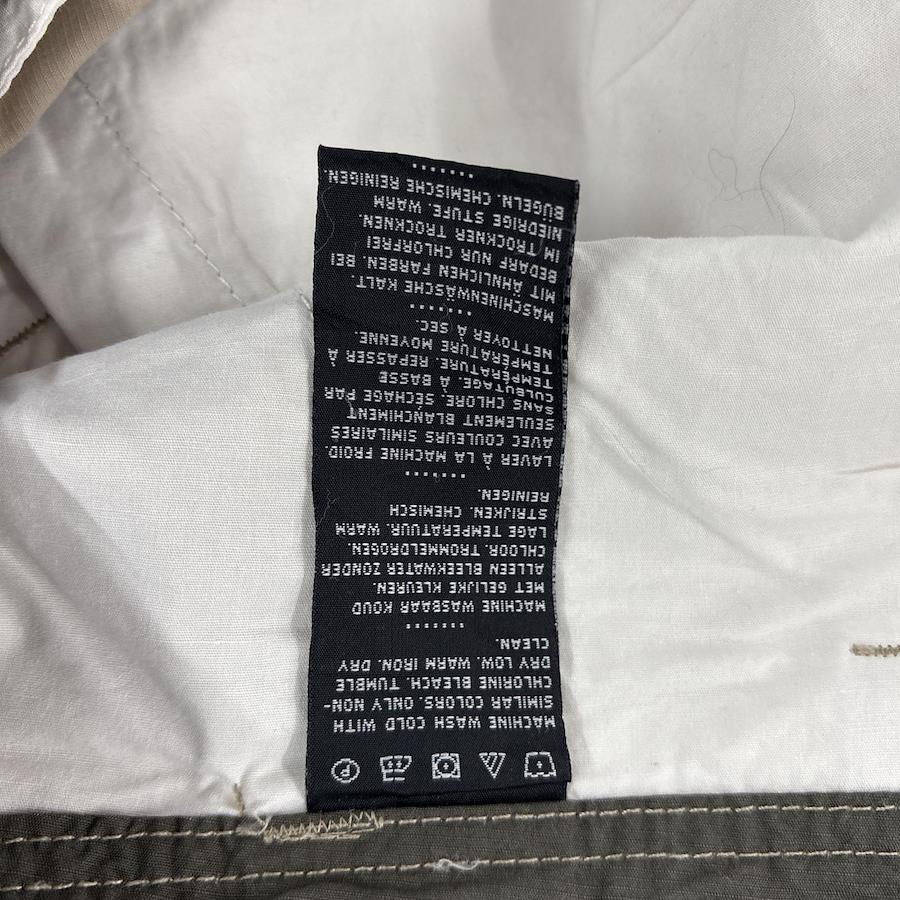 MACHINE WASH COLD WITH
SIMILAR COLORS. ONLY NON-
CHLORINE BLEACH. TUMBLE
DRY LOW. WARM IRON. DRY
CLEAN.
MACHINE WASBAAR KOUD
MET GELIJKE KLEUREN.
ALLEEN BLEEKWATER ZONDER
CHLOOR. TROMMELDROSEN.
LAGE TEMPERATUUR. WARM
STRIJKEN. CHEMISCH
REINIGEN.
LAVER À LA MACHINE FROID.
AVEC COULEURS SIMILAIRES
SEULEMENT BLANCHIMENT
SANS CHLORE. SÉCHAGE PAR
CULBUTAGE. À BASSE
TEMPÉRATURE. REPASSER À
TEMPÉRATURE MOYENNE.
NETTOYER À SEC.
MASCHINENWÄSCHE KALT.
MIT ÄHNLICHEN FARBEN. BEI
BEDARF NUR CHLORFREI
IM TROCKNER TROCKNEN.
NIEDRIGE STUFE. WARM
BÜGELN. CHEMISCHE REINIGEN.